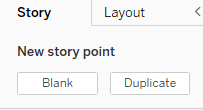 Story Layout <
New story point
Blank Duplicate